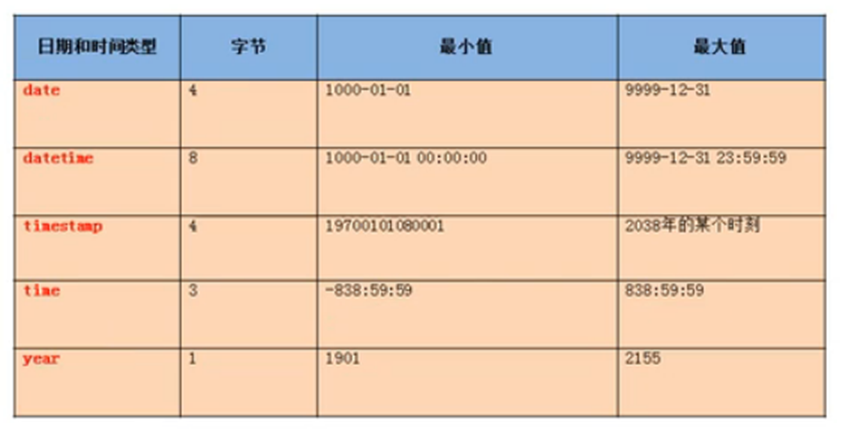 日期和时间类型 字节 最小值 最大值
date 4 1000-01-01 9999-12-31
datetime 8 1000-01-01 00:00:00 9999-12-31 23:59:59
timestamp 4 19700101080001 2038年的某个时刻
time 3 -838:59:59 838:59:59
year 1 1901 2155